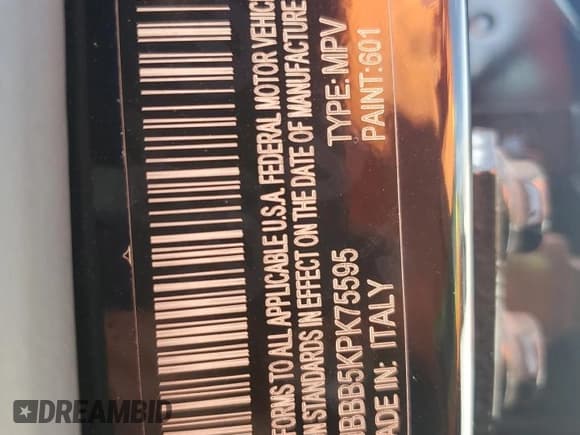 FORMS TO ALL APPLICABLE U.S.A. FEDERAL MOTOR VEHIC
N STANDARDS IN EFFECT ON THE DATE OF MANUFACTURE
BBB5KPK75595 TYPE: MPV
ADE IN: ITALY PAINT:601
DREAMBID